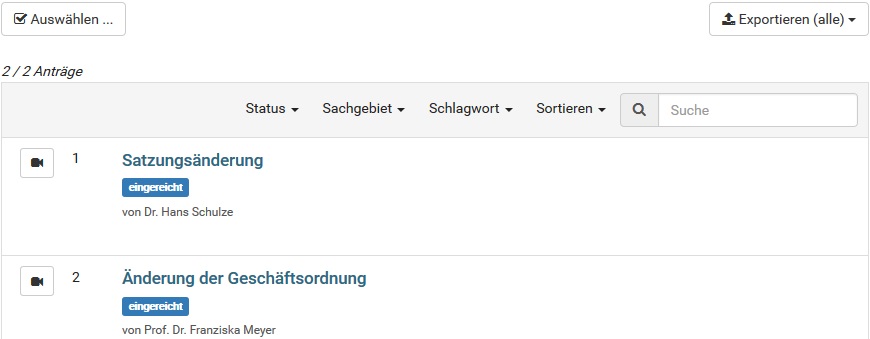 Auswählen ...
Exportieren (alle)
2 / 2 Anträge
Status Sachgebiet Schlagwort Sortieren Suche
1 Satzungsänderung
eingereicht
von Dr. Hans Schulze
2 Änderung der Geschäftsordnung
eingereicht
von Prof. Dr. Franziska Meyer